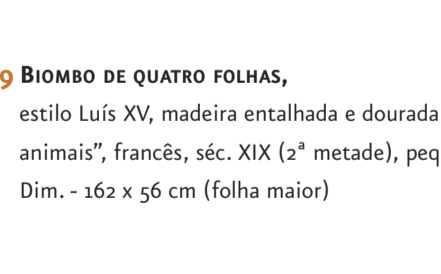 9 BIOMBO DE QUATRO FOLHAS,
estilo Luís XV, madeira entalhada e dourada
animais”, francês, séc. XIX (2ª metade), peq
Dim. - 162 x 56 cm (folha maior)